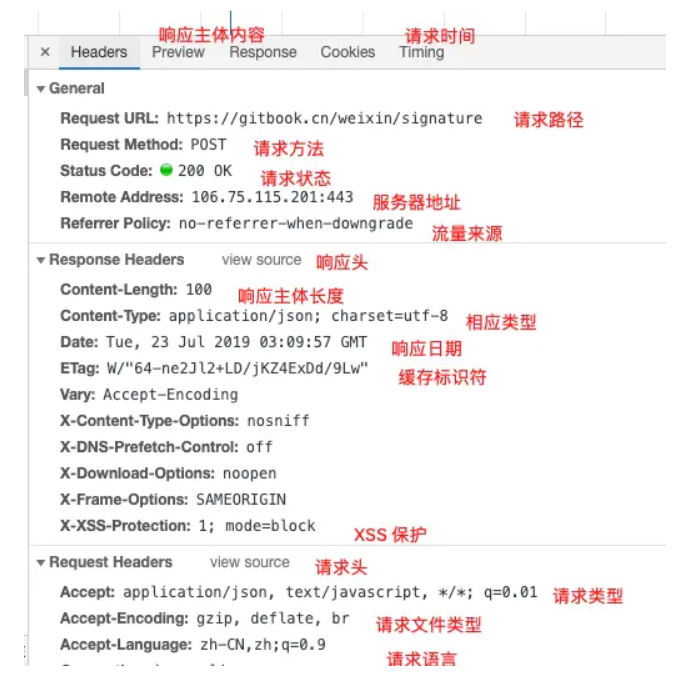 响应主体内容 请求时间
× Headers Preview Response Cookies Timing
General
Request URL: https://gitbook.cn/weixin/signature 请求路径
Request Method: POST 请求方法
Status Code: 200 OK 请求状态
Remote Address: 106.75.115.201:443 服务器地址
Referrer Policy: no-referrer-when-downgrade 流量来源
Response Headers view source 响应头
Content-Length: 100 响应主体长度
Content-Type: application/json; charset=utf-8 相应类型
Date: Tue, 23 Jul 2019 03:09:57 GMT 响应日期
ETag: W/"64-ne2Jl2+LD/jKZ4ExDd/9Lw" 缓存标识符
Vary: Accept-Encoding
X-Content-Type-Options: nosniff
X-DNS-Prefetch-Control: off
X-Download-Options: noopen
X-Frame-Options: SAMEORIGIN
X-XSS-Protection: 1; mode=block XSS 保护
Request Headers view source 请求头
Accept: application/json, text/javascript, */*; q=0.01 请求类型
Accept-Encoding: gzip, deflate, br 请求文件类型
Accept-Language: zh-CN,zh;q=0.9 请求语言